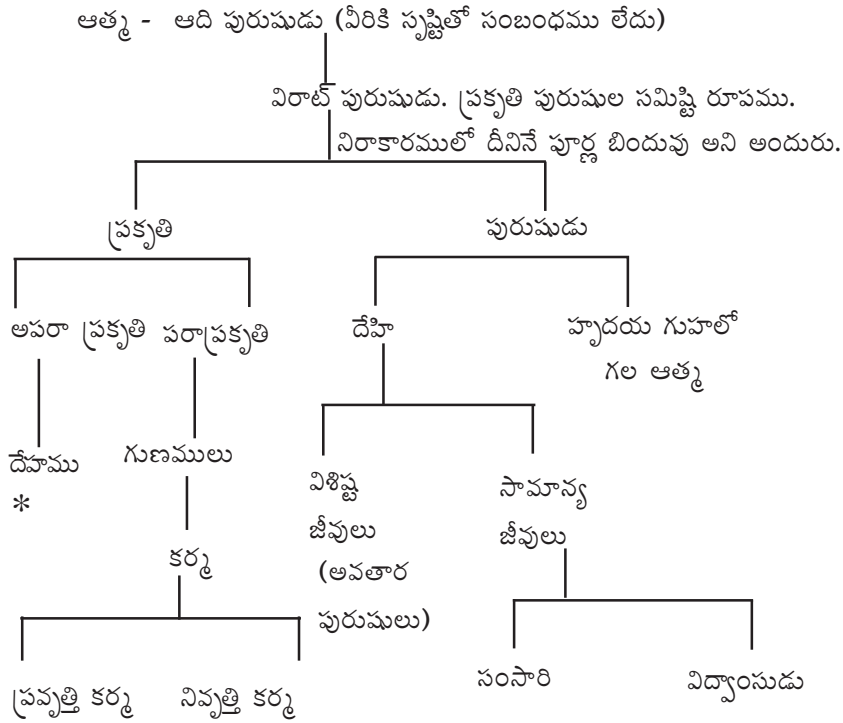 ఆత్మ - ఆది పురుషుడు (వీరికి సృష్టితో సంబంధము లేదు)
విరాట్ పురుషుడు. ప్రకృతి పురుషుల సమిష్టి రూపము.
నిరాకారములో దీనినే పూర్ణ బిందువు అని అందురు.
ప్రకృతి
పురుషుడు
అపరా ప్రకృతి
పరాప్రకృతి
దేహి
హృదయ గుహలో
గల ఆత్మ
దేహము
*
గుణములు
విశిష్ట
జీవులు
(అవతార
పురుషులు)
సామాన్య
జీవులు
కర్మ
ప్రవృత్తి కర్మ
నివృత్తి కర్మ
సంసారి
విద్వాంసుడు